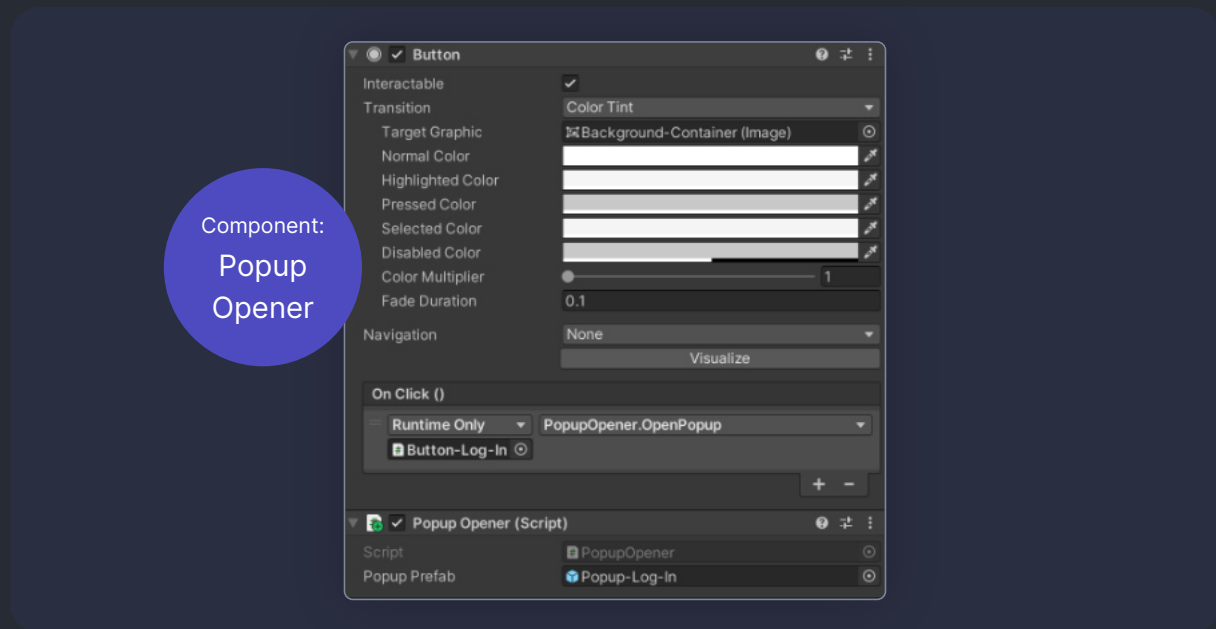 Component:
Popup
Opener
Button
Interactable
Transition
Color Tint
Target Graphic
Background-Container (Image)
Normal Color
Highlighted Color
Pressed Color
Selected Color
Disabled Color
Color Multiplier
1
Fade Duration
0.1
Navigation
None
Visualize
On Click ()
Runtime Only
PopupOpener.OpenPopup
Button-Log-In
+ −
Popup Opener (Script)
Script
PopupOpener
Popup Prefab
Popup-Log-In